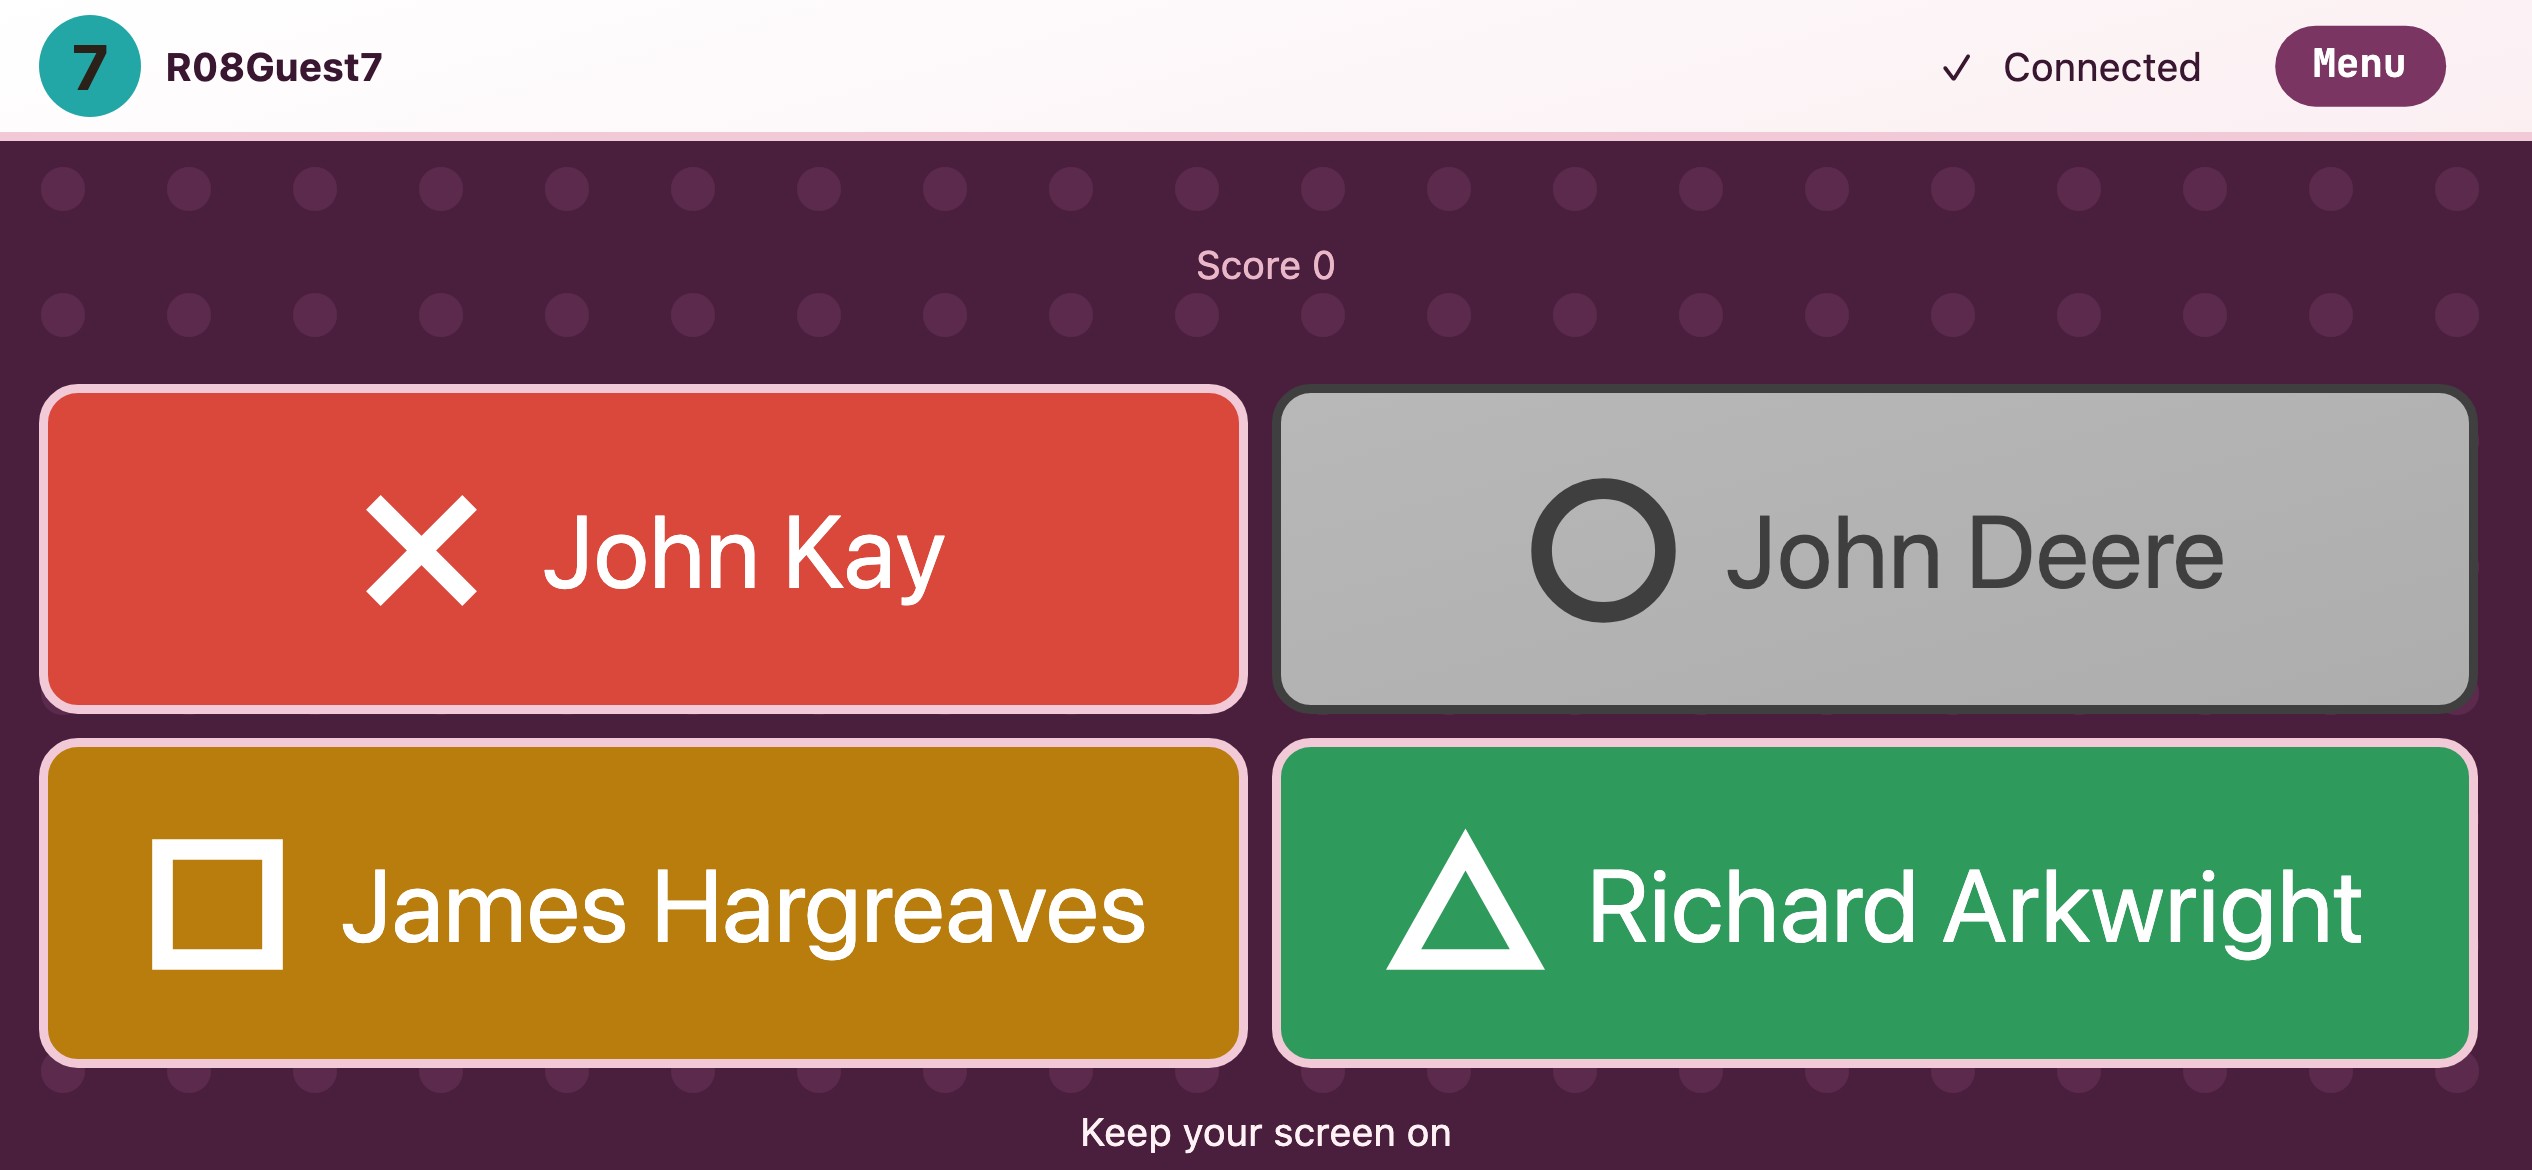 7
R08Guest7
✓ Connected
Menu
Score 0
John Kay
John Deere
James Hargreaves
Richard Arkwright
Keep your screen on